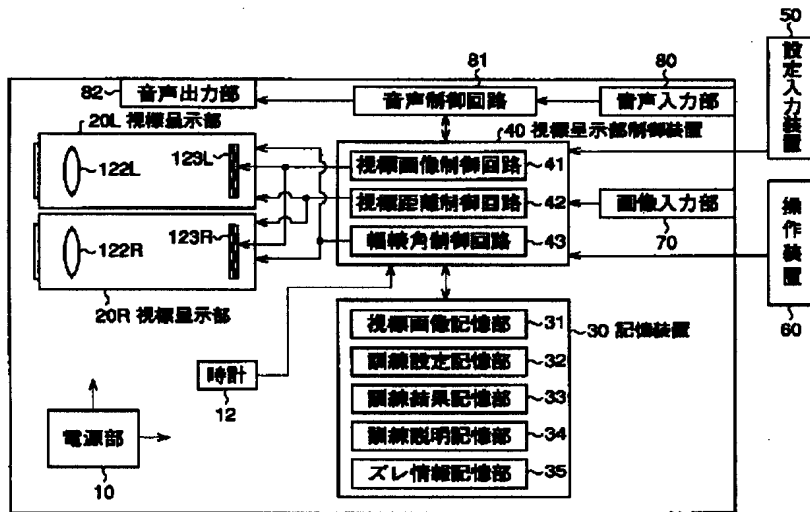 50
設定入力装置
81
80
82
音声出力部
音声制御回路
音声入力部
20L 視標显示部
40 視標显示部制御装置
122L
123L
視標画像制御回路
41
視標距離制御回路
42
画像入力部
70
操作装置
60
122R
123R
輻輳角制御回路
43
20R 視標显示部
視標画像記憶部
31
30 記憶装置
訓練設定記憶部
32
時計
12
訓練結果記憶部
33
電源部
10
訓練説明記憶部
34
ズレ情報記憶部
35